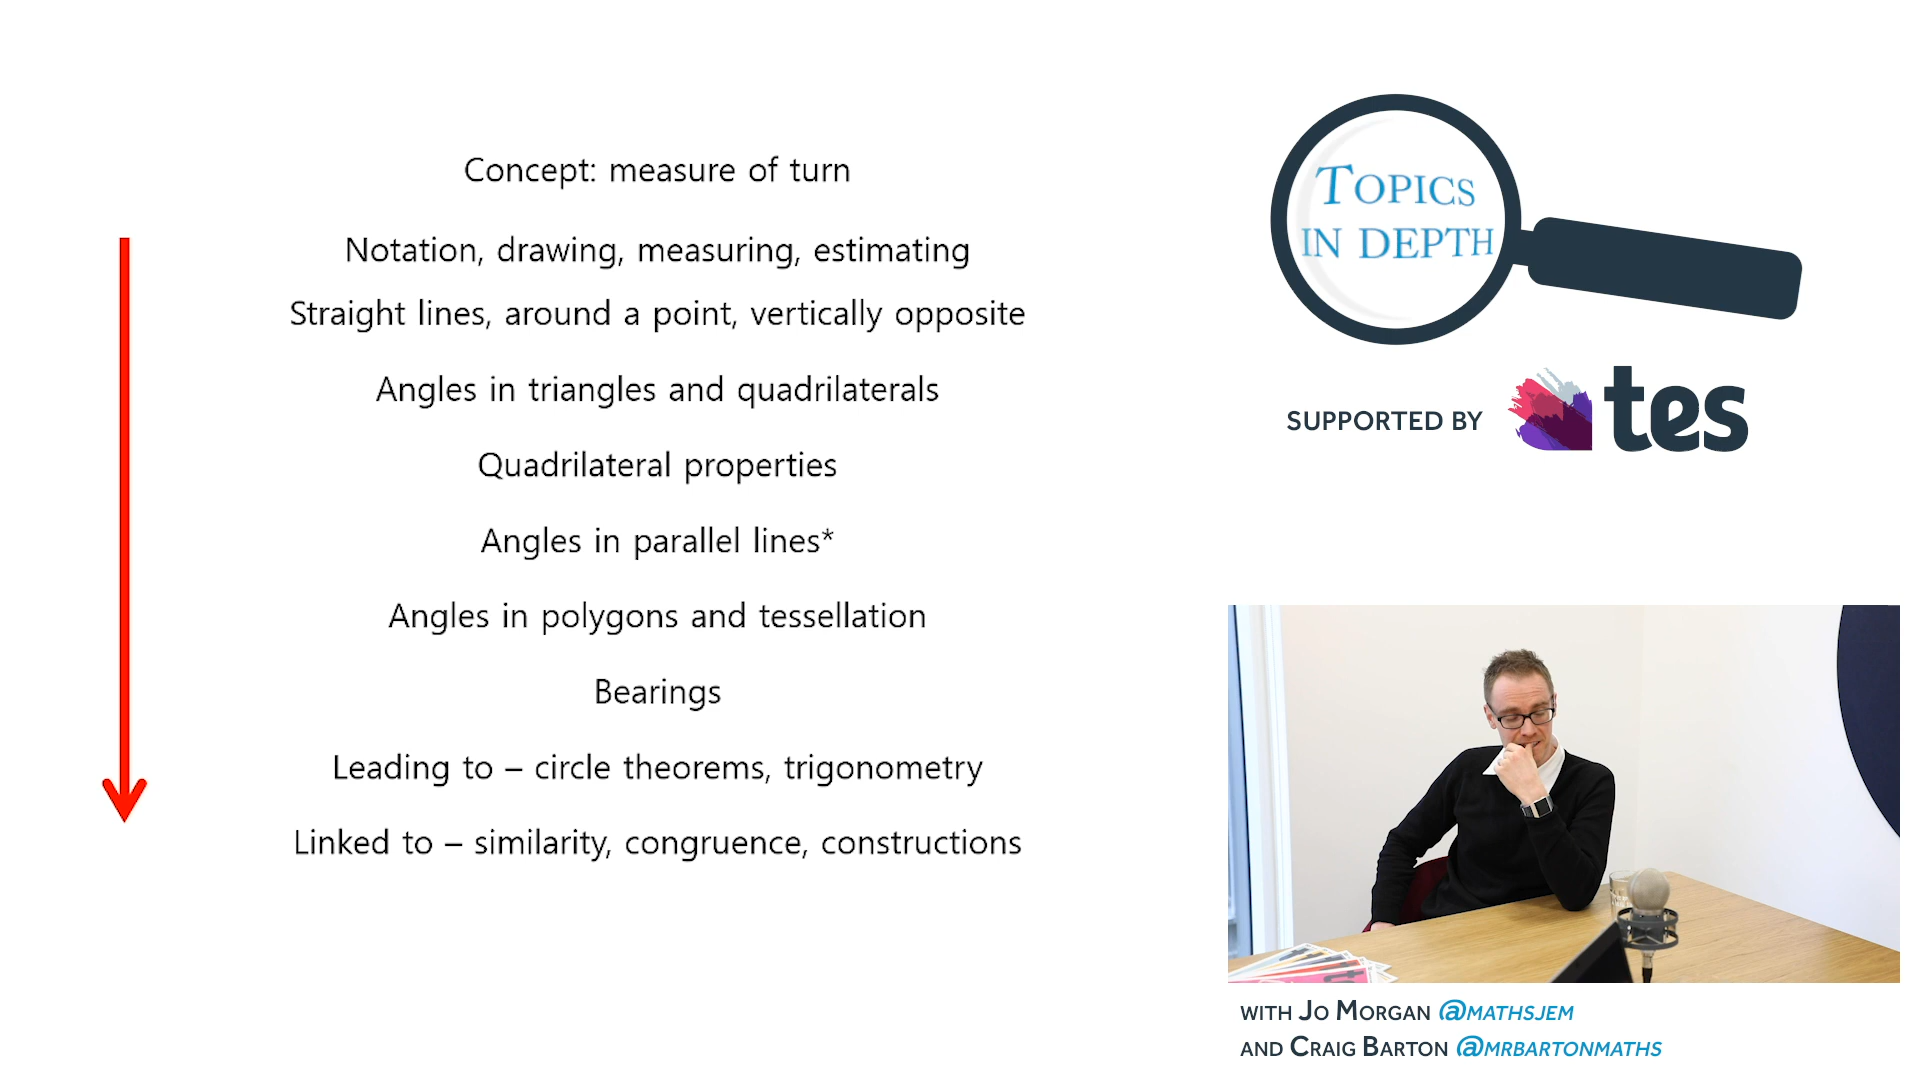 Concept: measure of turn
Notation, drawing, measuring, estimating
Straight lines, around a point, vertically opposite
Angles in triangles and quadrilaterals
Quadrilateral properties
Angles in parallel lines*
Angles in polygons and tessellation
Bearings
Leading to – circle theorems, trigonometry
Linked to – similarity, congruence, constructions
TOPICS
IN DEPTH
SUPPORTED BY tes
WITH JO MORGAN @MATHSJEM
AND CRAIG BARTON @MRBARTONMATHS